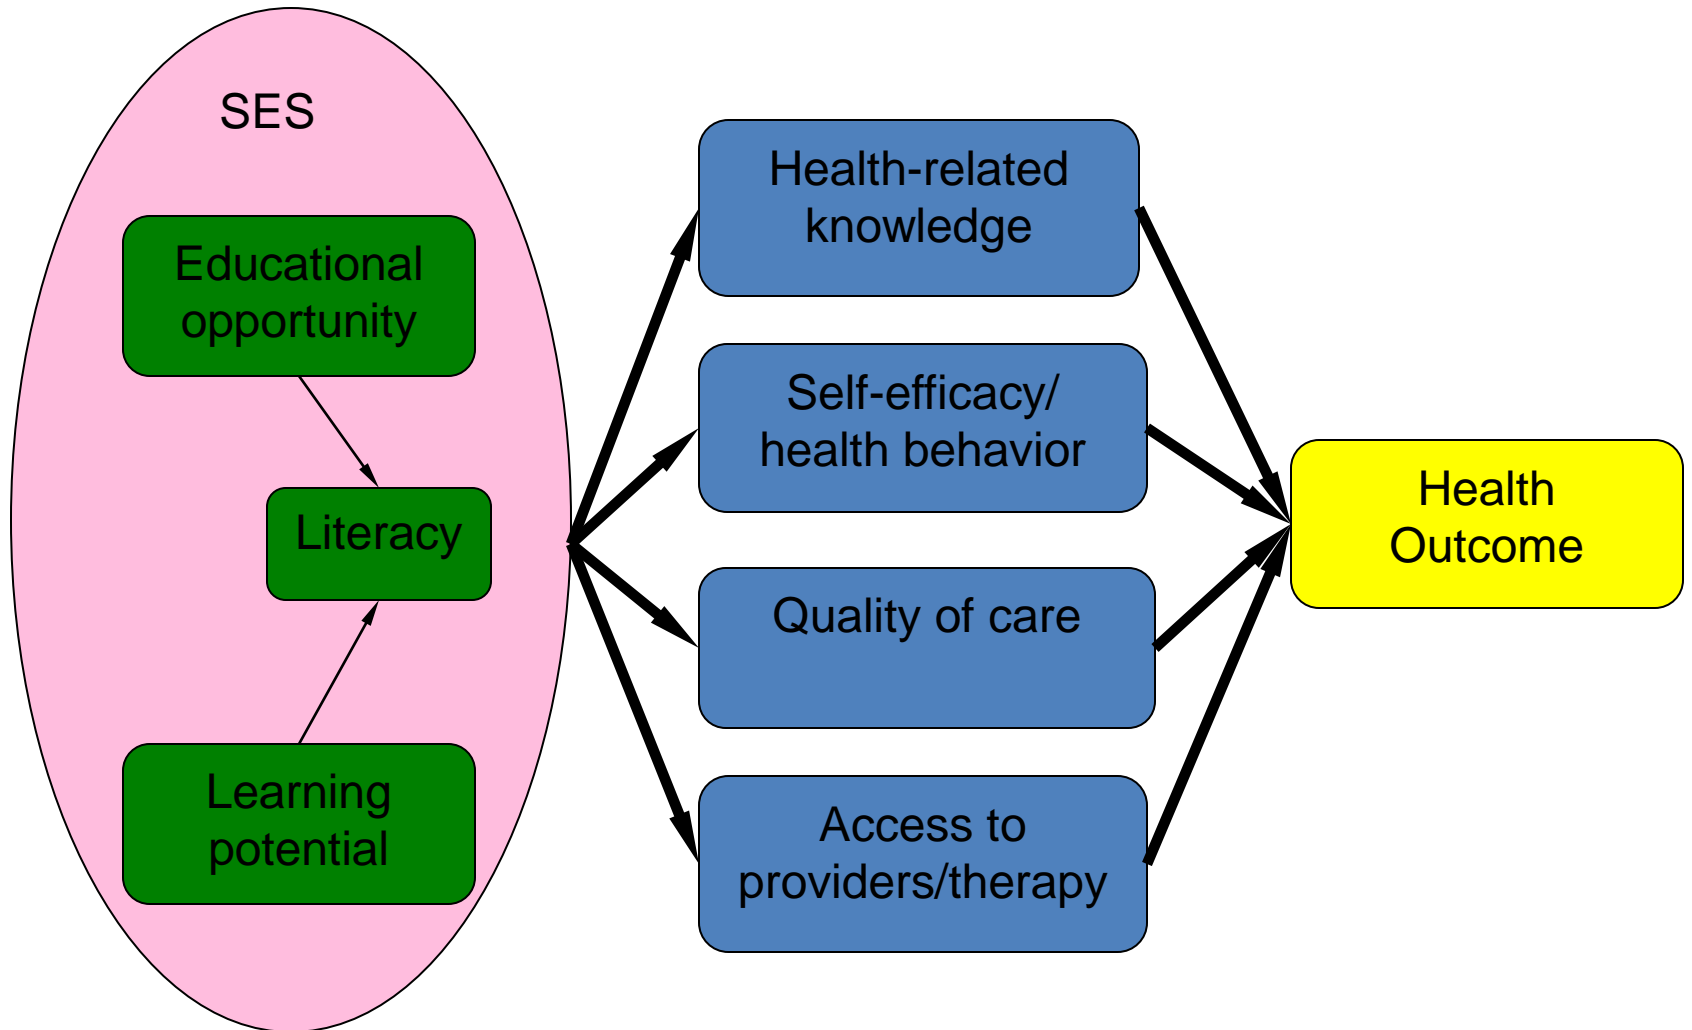 SES
Educational
opportunity
Literacy
Learning
potential
Health-related
knowledge
Self-efficacy/
health behavior
Quality of care
Access to
providers/therapy
Health
Outcome